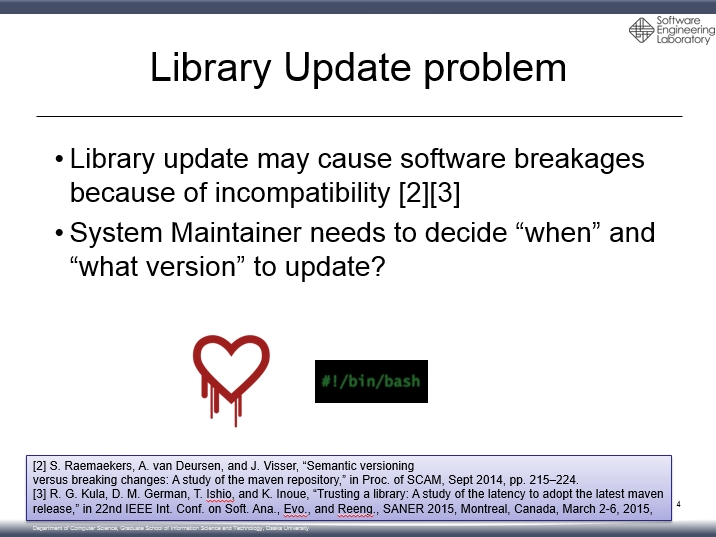 Software
Engineering
Laboratory
Library Update problem
• Library update may cause software breakages
because of incompatibility [2][3]
• System Maintainer needs to decide “when” and
“what version” to update?
#!/bin/bash
[2] S. Raemaekers, A. van Deursen, and J. Visser, “Semantic versioning
versus breaking changes: A study of the maven repository,” in Proc. of SCAM, Sept 2014, pp. 215–224.
[3] R. G. Kula, D. M. German, T. Ishio, and K. Inoue, “Trusting a library: A study of the latency to adopt the latest maven
release,” in 22nd IEEE Int. Conf. on Soft. Ana., Evo., and Reeng., SANER 2015, Montreal, Canada, March 2-6, 2015,
4
Department of Computer Science, Graduate School of Information Science and Technology, Osaka University